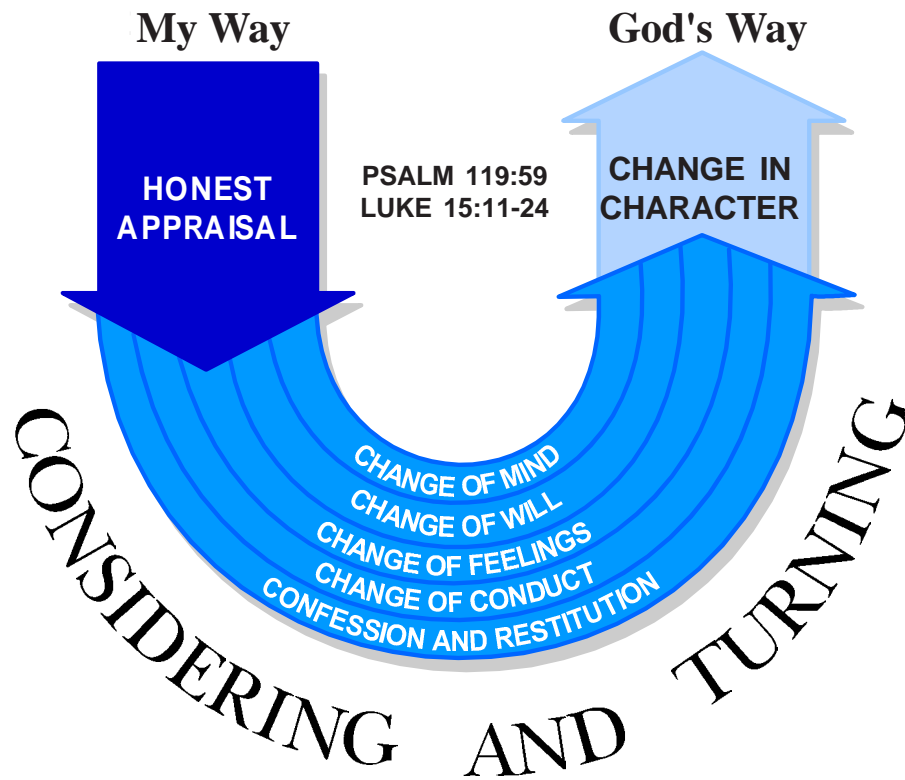 My Way
God's Way
HONEST
APPRAISAL
PSALM 119:59
LUKE 15:11-24
CHANGE IN
CHARACTER
CHANGE OF MIND
CHANGE OF WILL
CHANGE OF FEELINGS
CHANGE OF CONDUCT
CONFESSION AND RESTITUTION
CONSIDERING AND TURNING